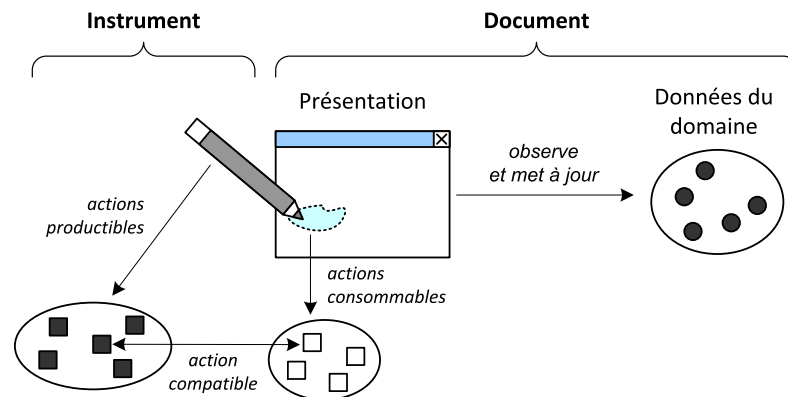 Instrument
Document
Présentation
Données du
domaine
observe
et met à jour
actions
productibles
actions
consommables
action
compatible